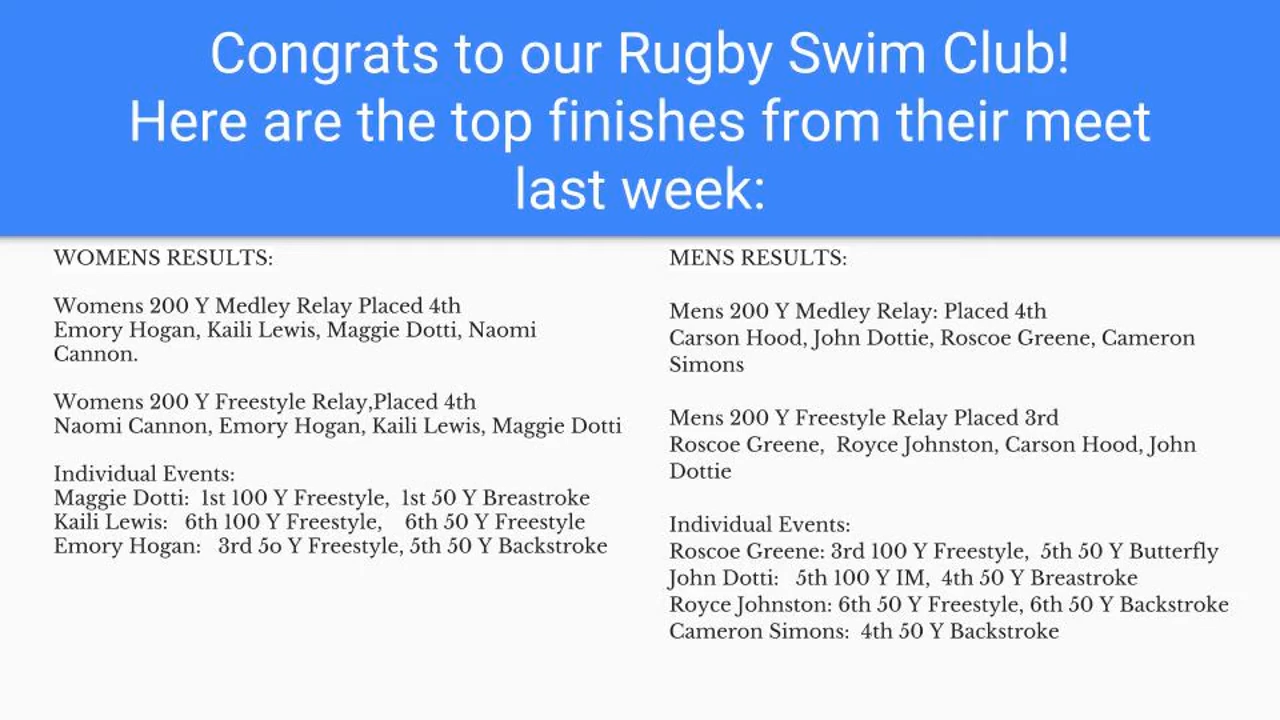 Congrats to our Rugby Swim Club!
Here are the top finishes from their meet
last week:
WOMENS RESULTS:
Womens 200 Y Medley Relay Placed 4th
Emory Hogan, Kaili Lewis, Maggie Dotti, Naomi
Cannon.
Womens 200 Y Freestyle Relay,Placed 4th
Naomi Cannon, Emory Hogan, Kaili Lewis, Maggie Dotti
Individual Events:
Maggie Dotti:  1st 100 Y Freestyle,  1st 50 Y Breastroke
Kaili Lewis:   6th 100 Y Freestyle,    6th 50 Y Freestyle
Emory Hogan:   3rd 5o Y Freestyle, 5th 50 Y Backstroke
MENS RESULTS:
Mens 200 Y Medley Relay: Placed 4th
Carson Hood, John Dottie, Roscoe Greene, Cameron
Simons
Mens 200 Y Freestyle Relay Placed 3rd
Roscoe Greene,  Royce Johnston, Carson Hood, John
Dottie
Individual Events:
Roscoe Greene: 3rd 100 Y Freestyle,  5th 50 Y Butterfly
John Dotti:   5th 100 Y IM,  4th 50 Y Breastroke
Royce Johnston: 6th 50 Y Freestyle, 6th 50 Y Backstroke
Cameron Simons:  4th 50 Y Backstroke